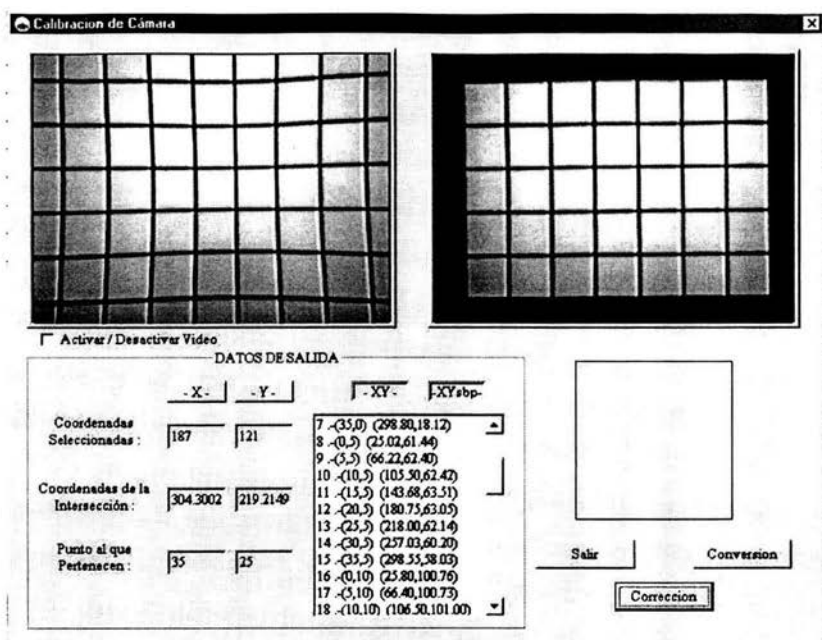 Calibracion de Cámara
Activar / Desactivar Video
DATOS DE SALIDA
- X -
- Y -
- XY -
-XYsbp-
Coordenadas
Seleccionadas :
187
121
Coordenadas de la
Intersección :
304.3002
219.2149
Punto al que
Pertenecen :
35
25
7 .-(35,0) (298.80,18.12)
8 .-(0,5) (25.02,61.44)
9 .-(5,5) (66.22,62.40)
10 .-(10,5) (105.50,62.42)
11 .-(15,5) (143.68,63.51)
12 .-(20,5) (180.75,63.05)
13 .-(25,5) (218.00,62.14)
14 .-(30,5) (257.03,60.20)
15 .-(35,5) (298.55,58.03)
16 .-(0,10) (25.80,100.76)
17 .-(5,10) (66.40,100.73)
18 .-(10,10) (106.50,101.00)
Salir
Conversion
Correccion